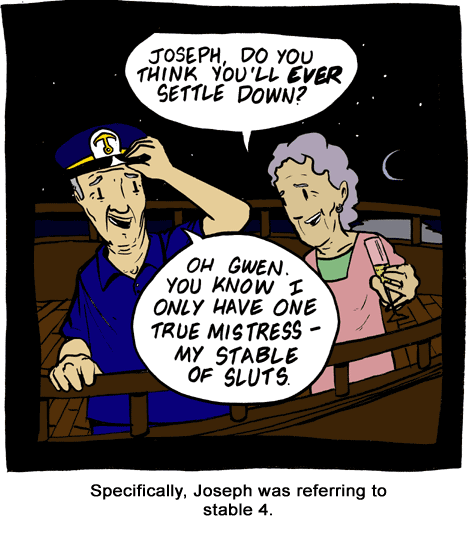 JOSEPH, DO YOU
THINK YOU'LL EVER
SETTLE DOWN?
OH GWEN.
YOU KNOW I
ONLY HAVE ONE
TRUE MISTRESS –
MY STABLE
OF SLUTS.
Specifically, Joseph was referring to
stable 4.